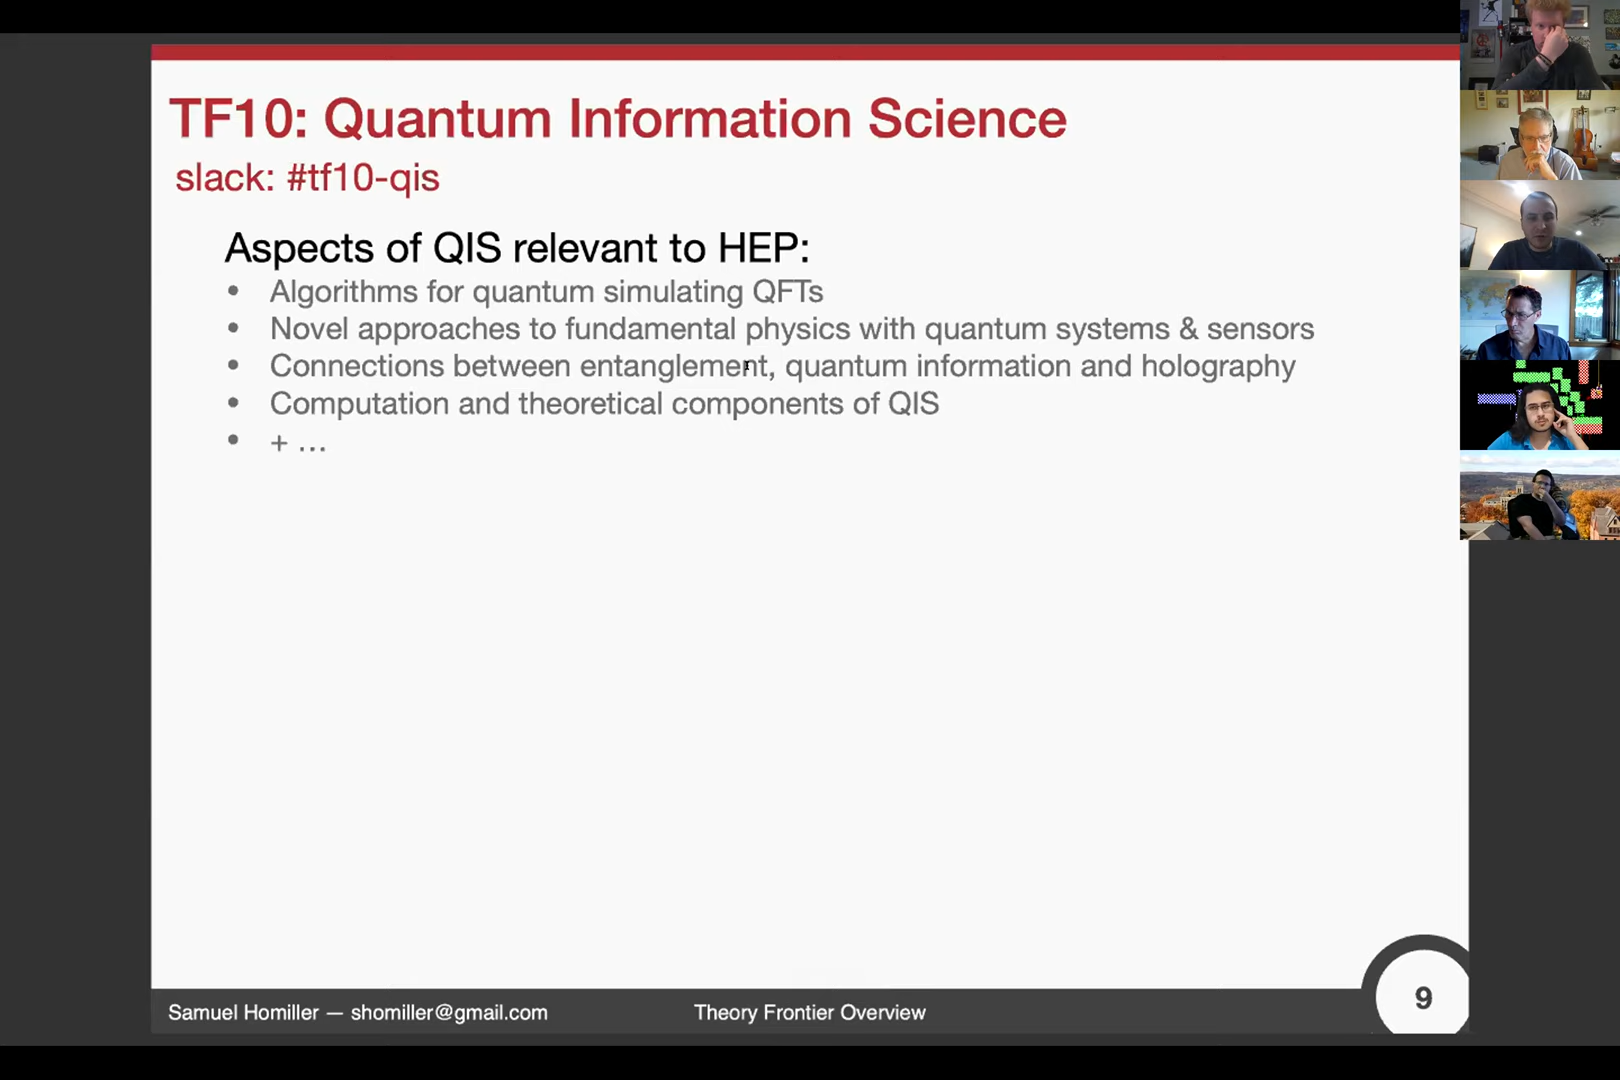 TF10: Quantum Information Science
slack: #tf10-qis
Aspects of QIS relevant to HEP:
• Algorithms for quantum simulating QFTs
• Novel approaches to fundamental physics with quantum systems & sensors
• Connections between entanglement, quantum information and holography
• Computation and theoretical components of QIS
• + ...
Samuel Homiller — shomiller@gmail.com
Theory Frontier Overview
9